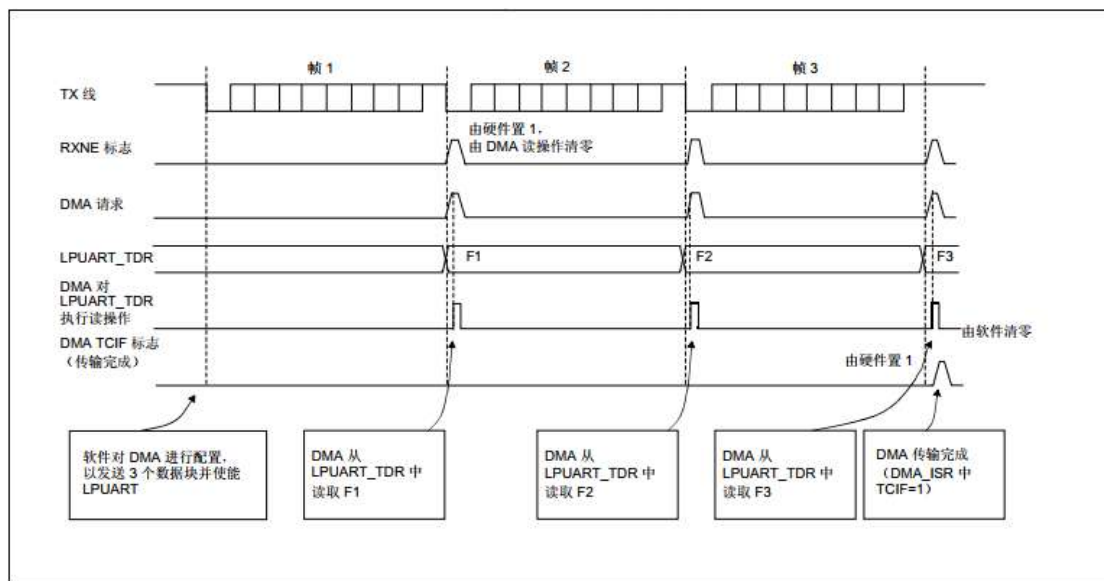 帧 1
帧 2
帧 3
TX 线
由硬件置 1，
由 DMA 读操作清零
RXNE 标志
DMA 请求
LPUART_TDR
F1
F2
F3
DMA 对
LPUART_TDR
执行读操作
由软件清零
DMA TCIF 标志
（传输完成）
由硬件置 1
软件对 DMA 进行配置，
以发送 3 个数据块并使能
LPUART
DMA 从
LPUART_TDR 中
读取 F1
DMA 从
LPUART_TDR 中
读取 F2
DMA 从
LPUART_TDR 中
读取 F3
DMA 传输完成
（DMA_ISR 中
TCIF=1）